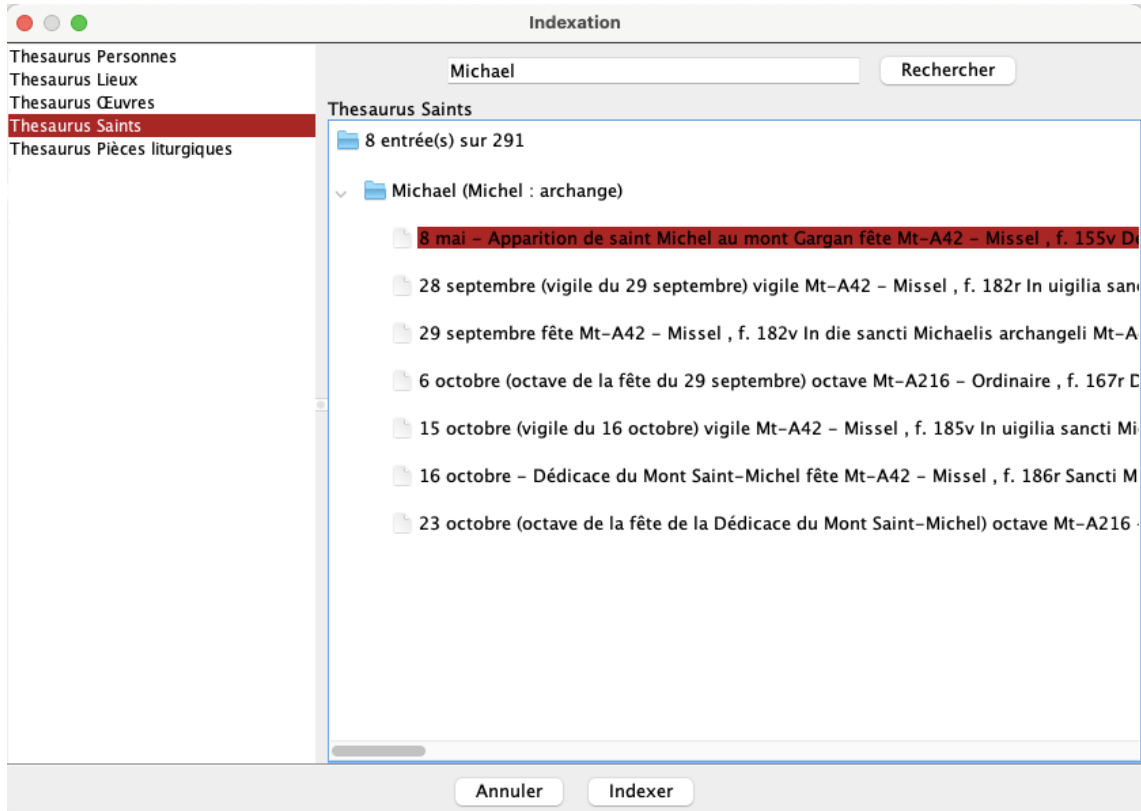 Indexation
Thesaurus Personnes
Thesaurus Lieux
Thesaurus Œuvres
Thesaurus Saints
Thesaurus Pièces liturgiques
Michael
Rechercher
Thesaurus Saints
8 entrée(s) sur 291
Michael (Michel : archange)
8 mai – Apparition de saint Michel au mont Gargan fête Mt-A42 – Missel , f. 155v De
28 septembre (vigile du 29 septembre) vigile Mt-A42 – Missel , f. 182r In uigilia san
29 septembre fête Mt-A42 – Missel , f. 182v In die sancti Michaelis archangeli Mt-A
6 octobre (octave de la fête du 29 septembre) octave Mt-A216 – Ordinaire , f. 167r D
15 octobre (vigile du 16 octobre) vigile Mt-A42 – Missel , f. 185v In uigilia sancti Mi
16 octobre – Dédicace du Mont Saint-Michel fête Mt-A42 – Missel , f. 186r Sancti M
23 octobre (octave de la fête de la Dédicace du Mont Saint-Michel) octave Mt-A216 -
Annuler
Indexer